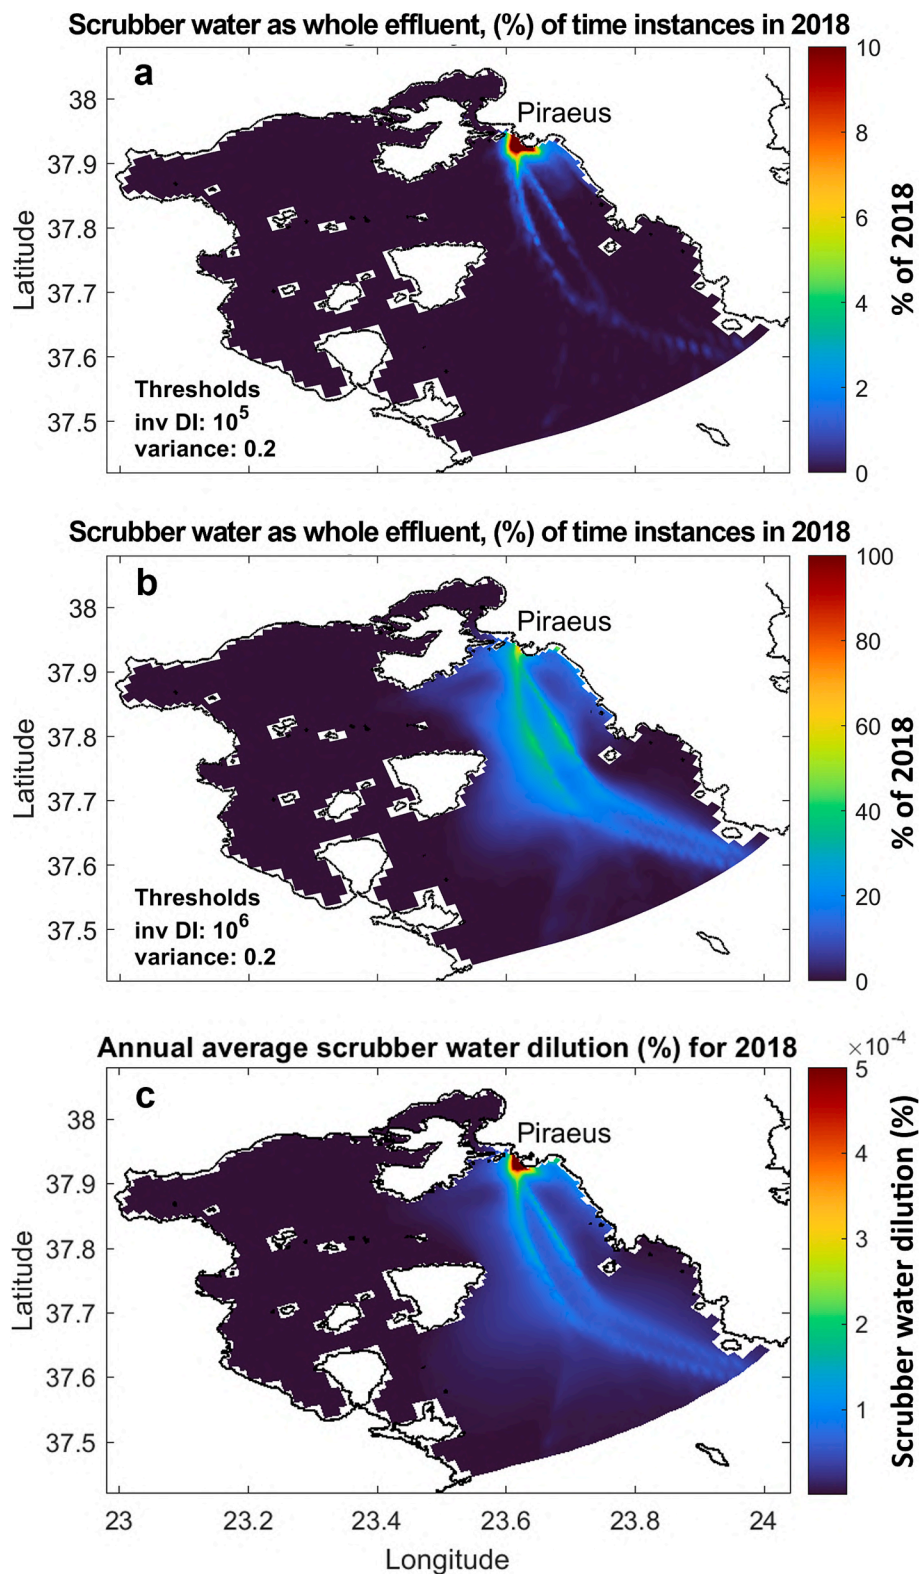 Scrubber water as whole effluent, (%) of time instances in 2018
a
Piraeus
38
37.9
37.8
37.7
37.6
37.5
Latitude
Thresholds
inv DI: 10^5
variance: 0.2
10
8
6
4
2
0
% of 2018
Scrubber water as whole effluent, (%) of time instances in 2018
b
Piraeus
38
37.9
37.8
37.7
37.6
37.5
Latitude
Thresholds
inv DI: 10^6
variance: 0.2
100
80
60
40
20
0
% of 2018
Annual average scrubber water dilution (%) for 2018
×10^-4
c
Piraeus
38
37.9
37.8
37.7
37.6
37.5
Latitude
5
4
3
2
1
Scrubber water dilution (%)
23 23.2 23.4 23.6 23.8 24
Longitude